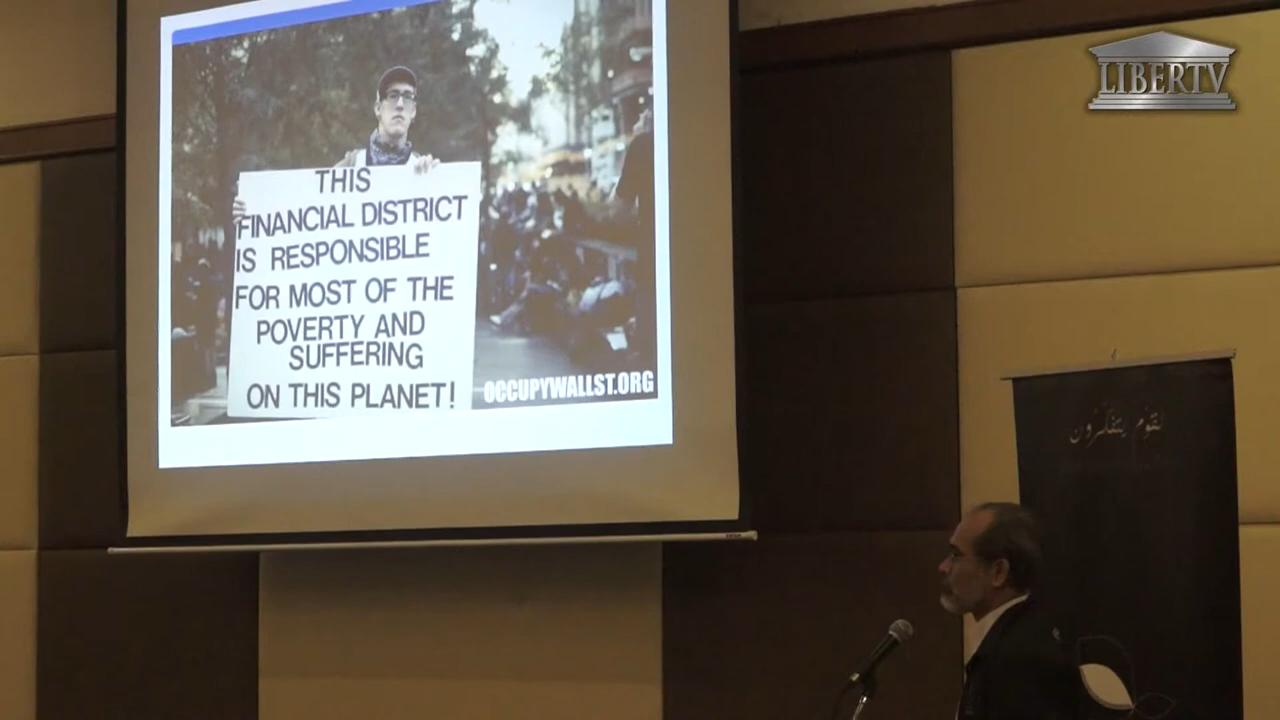 LIBERTV
THIS
FINANCIAL DISTRICT
IS RESPONSIBLE
FOR MOST OF THE
POVERTY AND
SUFFERING
ON THIS PLANET!
OCCUPYWALLST.ORG
لقوم يتفكرون